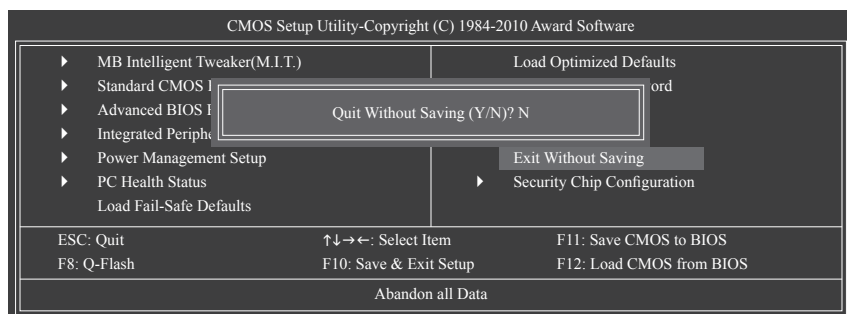 CMOS Setup Utility-Copyright (C) 1984-2010 Award Software
MB Intelligent Tweaker(M.I.T.)
Standard CMOS
Advanced BIOS
Integrated
Power Management Setup
PC Health Status
Load Fail-Safe Defaults
Load Optimized Defaults
Exit Without Saving
Security Chip Configuration
Quit Without Saving (Y/N)? N
ESC: Quit ↑↓→←: Select Item F11: Save CMOS to BIOS
F8: Q-Flash F10: Save & Exit Setup F12: Load CMOS from BIOS
Abandon all Data